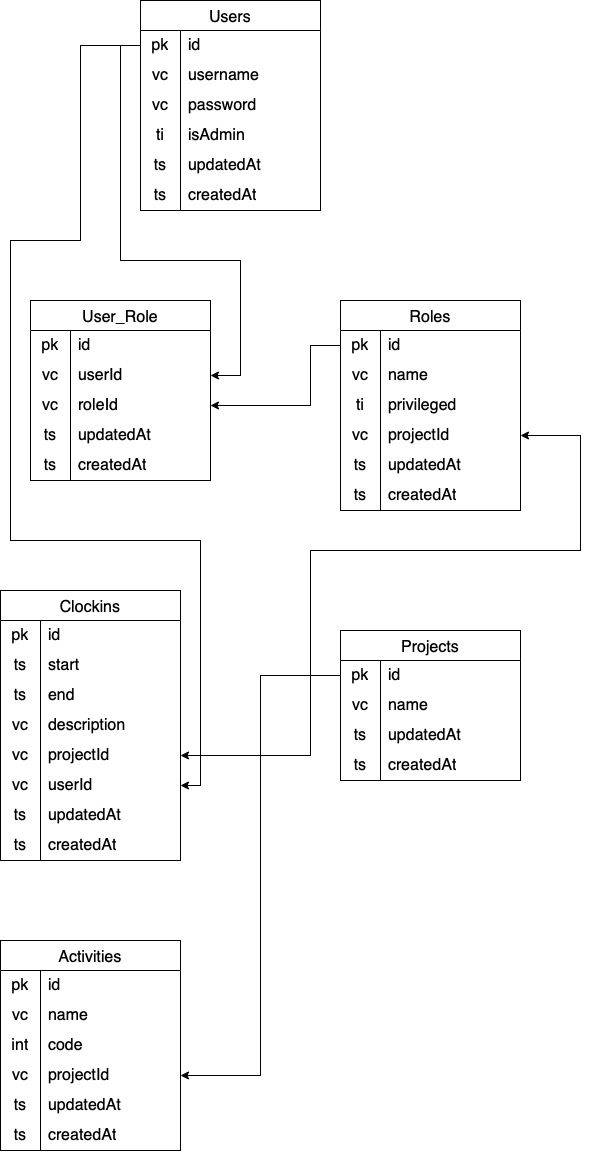 Users
pk id
vc username
vc password
ti isAdmin
ts updatedAt
ts createdAt
User_Role
pk id
vc userId
vc roleId
ts updatedAt
ts createdAt
Roles
pk id
vc name
ti privileged
vc projectId
ts updatedAt
ts createdAt
Clockins
pk id
ts start
ts end
vc description
vc projectId
vc userId
ts updatedAt
ts createdAt
Projects
pk id
vc name
ts updatedAt
ts createdAt
Activities
pk id
vc name
int code
vc projectId
ts updatedAt
ts createdAt